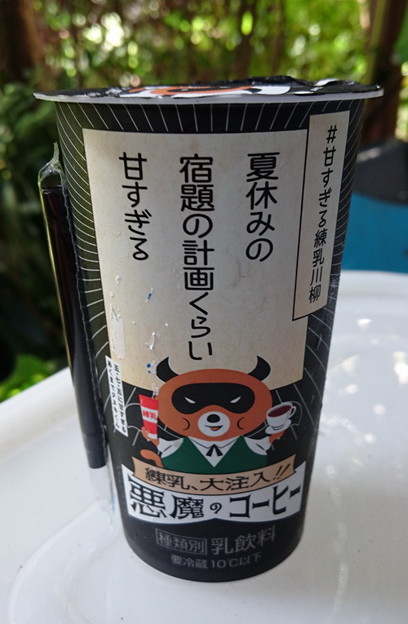 #甘すぎる練乳川柳
夏休みの
宿題の計画くらい
甘すぎる
練乳
練乳、大注入!!
悪魔のコーヒー
種類別 乳飲料
要冷蔵10℃以下